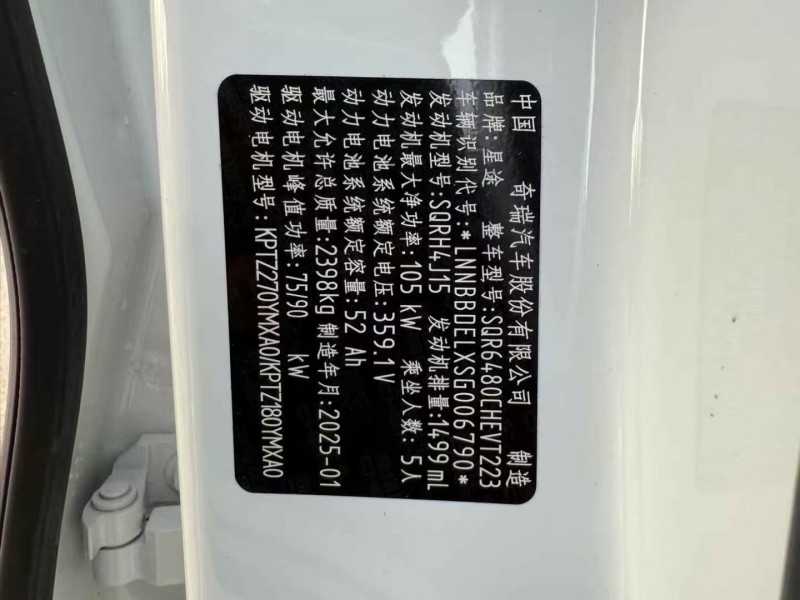 中国 奇瑞汽车股份有限公司 制造
品牌:星途 整车型号:SQR6480CHEVT223
车辆识别代号:*LNNBBDELXSG006790*
发动机型号:SQRH4J15 发动机排量:1499 mL
发动机最大净功率:105 kW 乘坐人数:5人
动力电池系统额定电压:359.1V
动力电池系统额定容量:52 Ah
最大允许总质量:2398kg 制造年月:2025-01
驱动电机峰值功率:75/90 kW
驱动电机型号:KPTZ2701YMXA0/KPTZ1801YMXA0